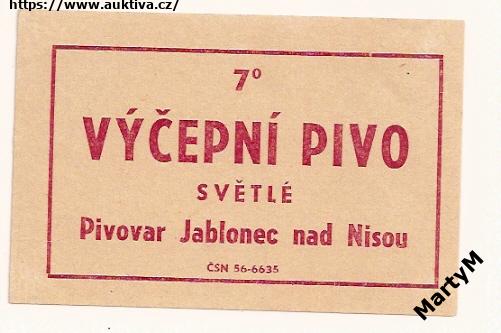 https://www.auktiva.cz/
7°
VÝČEPNÍ PIVO
SVĚTLÉ
Pivovar Jablonec nad Nisou
ČSN 56-6635
MartyM